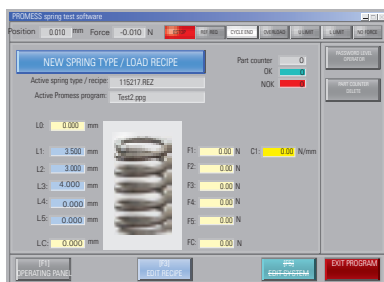 PROMESS spring test software
Position 0.010 mm Force -0.010 N STOP REF REQ. CYCLE END OVERLOAD U LIMIT L LIMIT NO FORCE
NEW SPRING TYPE / LOAD RECIPE Part counter 0 PASSWORD LEVEL
OPERATOR
OK 0
Active spring type / recipe: 115217.REZ NOK 0 PART COUNTER
DELETE
Active Promess program: Test2.ppg
L0: 0.000 mm
L1: 3.500 mm F1: 0.00 N C1: 0.00 N/mm
L2: 3.000 mm F2: 0.00 N
L3: 4.000 mm F3: 0.00 N
L4: 0.000 mm F4: 0.00 N
L5: 0.000 mm F5: 0.00 N
L.C: 0.000 mm FC: 0.00 N
[F1]
OPERATING PANEL
[F3]
EDIT RECIPE
EDIT SYSTEM
EXIT PROGRAM